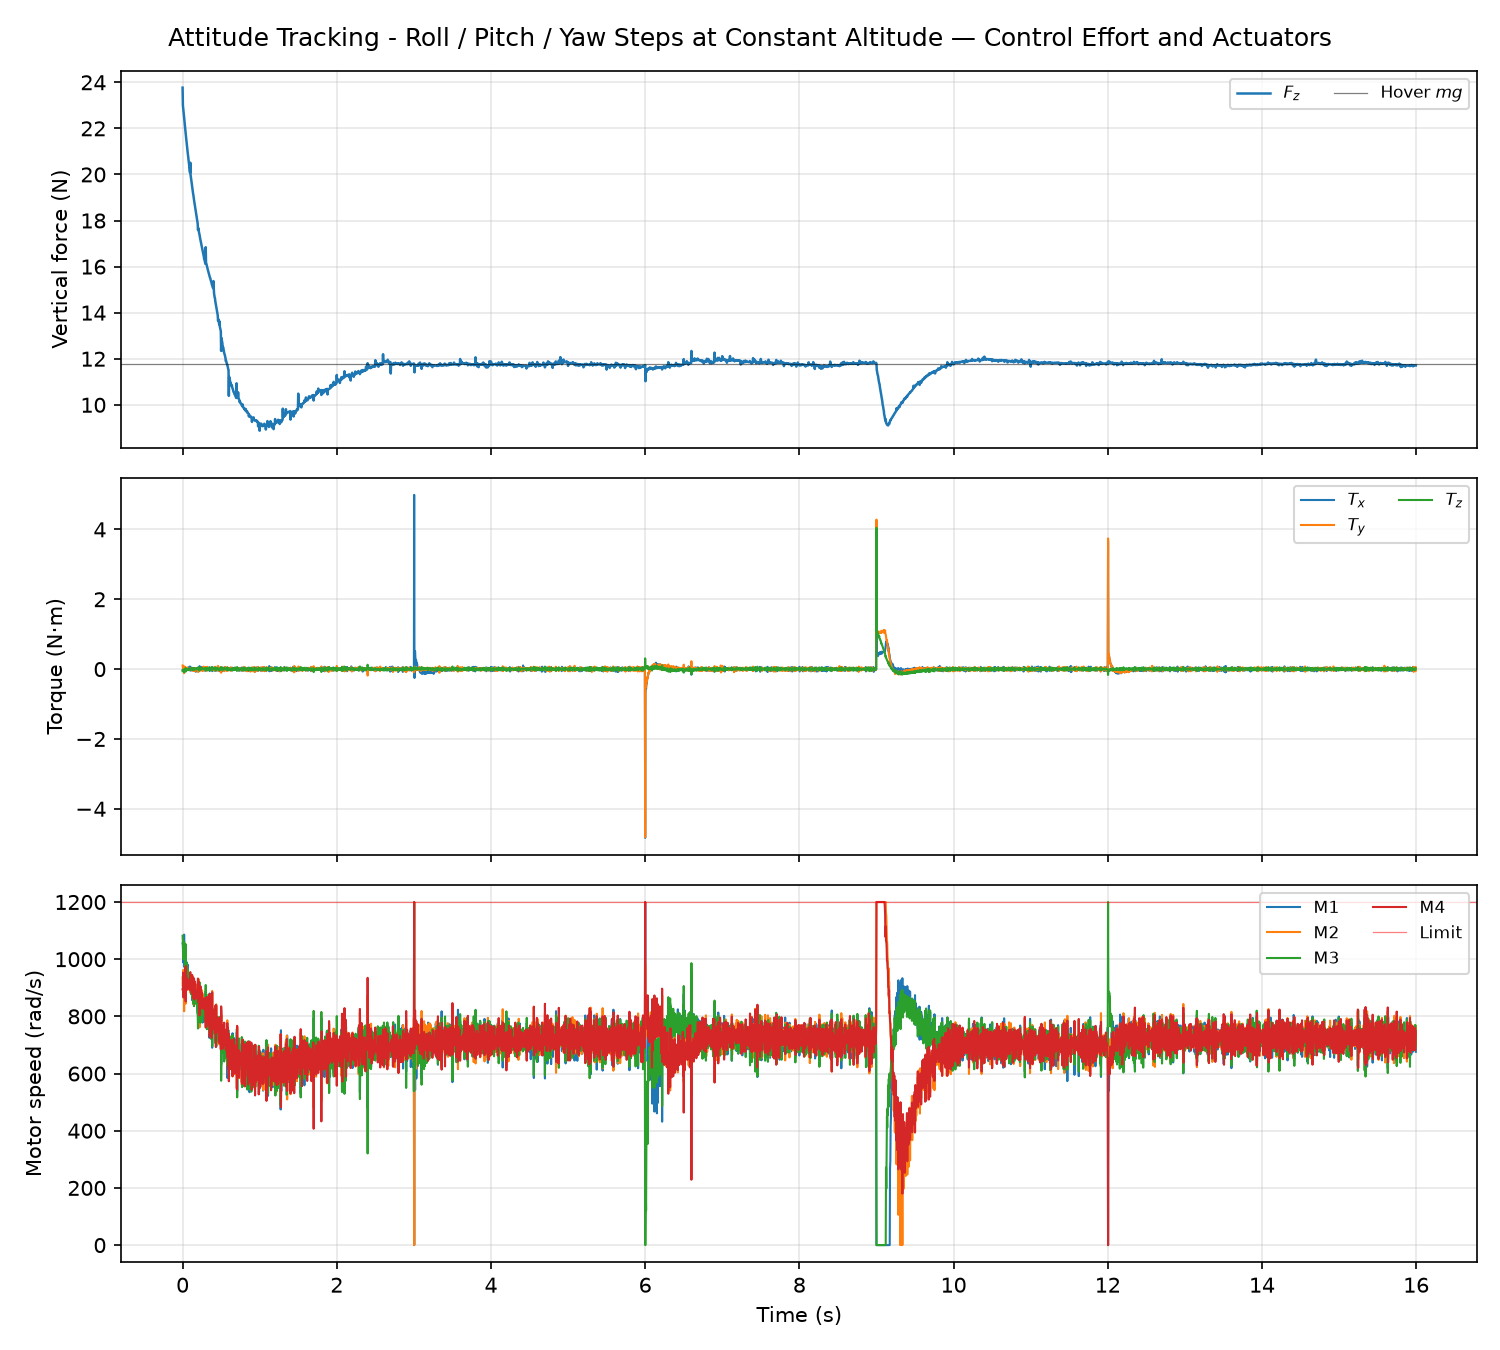 Attitude Tracking - Roll / Pitch / Yaw Steps at Constant Altitude — Control Effort and Actuators
24
22
20
18
16
14
12
10
Vertical force (N)
F_z
Hover mg
4
2
0
−2
−4
Torque (N·m)
T_x
T_y
T_z
1200
1000
800
600
400
200
0
Motor speed (rad/s)
M1
M2
M3
M4
Limit
0 2 4 6 8 10 12 14 16
Time (s)